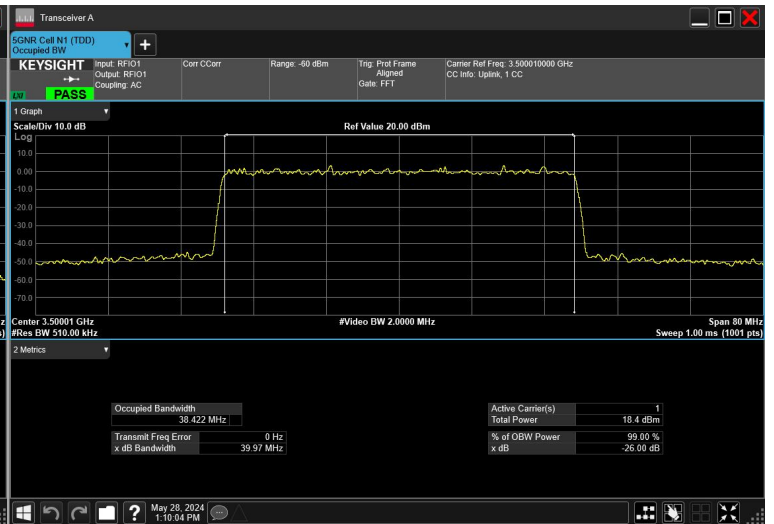 Transceiver A
5GNR Cell N1 (TDD)
Occupied BW
+
KEYSIGHT
PASS
Input: RFIO1
Output: RFIO1
Coupling: AC
Corr CCorr
Range: -60 dBm
Trig: Prot Frame
Aligned
Gate: FFT
Carrier Ref Freq: 3.500010000 GHz
CC Info: Uplink, 1 CC
1 Graph
Scale/Div 10.0 dB
Ref Value 20.00 dBm
Log
10.0
0.00
-10.0
-20.0
-30.0
-40.0
-50.0
-60.0
-70.0
z
Center 3.50001 GHz
#Video BW 2.0000 MHz
Span 80 MHz
s)
#Res BW 510.00 kHz
Sweep 1.00 ms (1001 pts)
2 Metrics
Occupied Bandwidth
38.422 MHz
Transmit Freq Error 0 Hz
x dB Bandwidth 39.97 MHz
Active Carrier(s) 1
Total Power 18.4 dBm
% of OBW Power 99.00 %
x dB -26.00 dB
?
May 28, 2024
1:10:04 PM